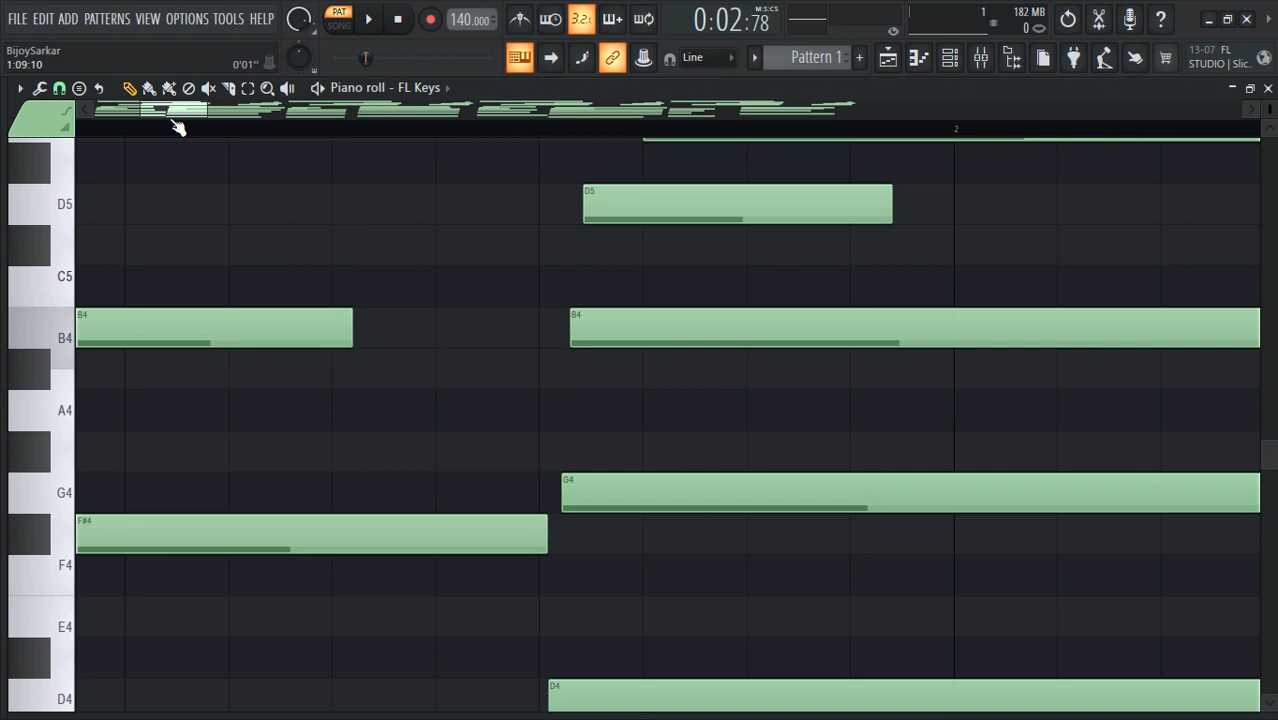 FILE EDIT ADD PATTERNS VIEW OPTIONS TOOLS HELP
PAT
SONG
140.000
3.2
0:02:78
M:S:CS
1
182 MB
0
BijoySarkar
1:09:10
0'01"
Line
Pattern 1
13-07 FL
STUDIO | Slic..
Piano roll - FL Keys
2
D5
D5
C5
B4
B4
B4
A4
G4
G4
F#4
F4
E4
D4
D4